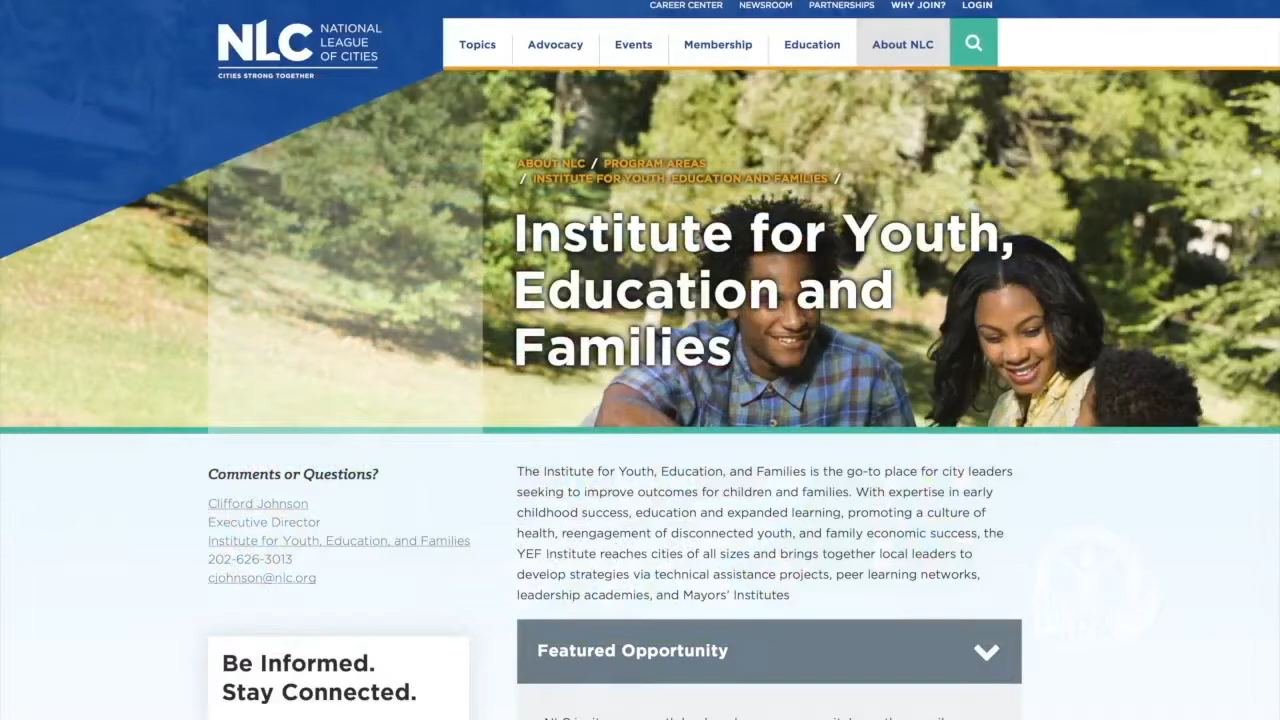 CAREER CENTER NEWSROOM PARTNERSHIPS WHY JOIN? LOGIN
NLC NATIONAL
LEAGUE
OF CITIES
CITIES STRONG TOGETHER
Topics Advocacy Events Membership Education About NLC
ABOUT NLC / PROGRAM AREAS
/ INSTITUTE FOR YOUTH, EDUCATION AND FAMILIES /
Institute for Youth,
Education and
Families
Comments or Questions?
Clifford Johnson
Executive Director
Institute for Youth, Education, and Families
202-626-3013
cjohnson@nlc.org
Be Informed.
Stay Connected.
The Institute for Youth, Education, and Families is the go-to place for city leaders
seeking to improve outcomes for children and families. With expertise in early
childhood success, education and expanded learning, promoting a culture of
health, reengagement of disconnected youth, and family economic success, the
YEF Institute reaches cities of all sizes and brings together local leaders to
develop strategies via technical assistance projects, peer learning networks,
leadership academies, and Mayors' Institutes
Featured Opportunity